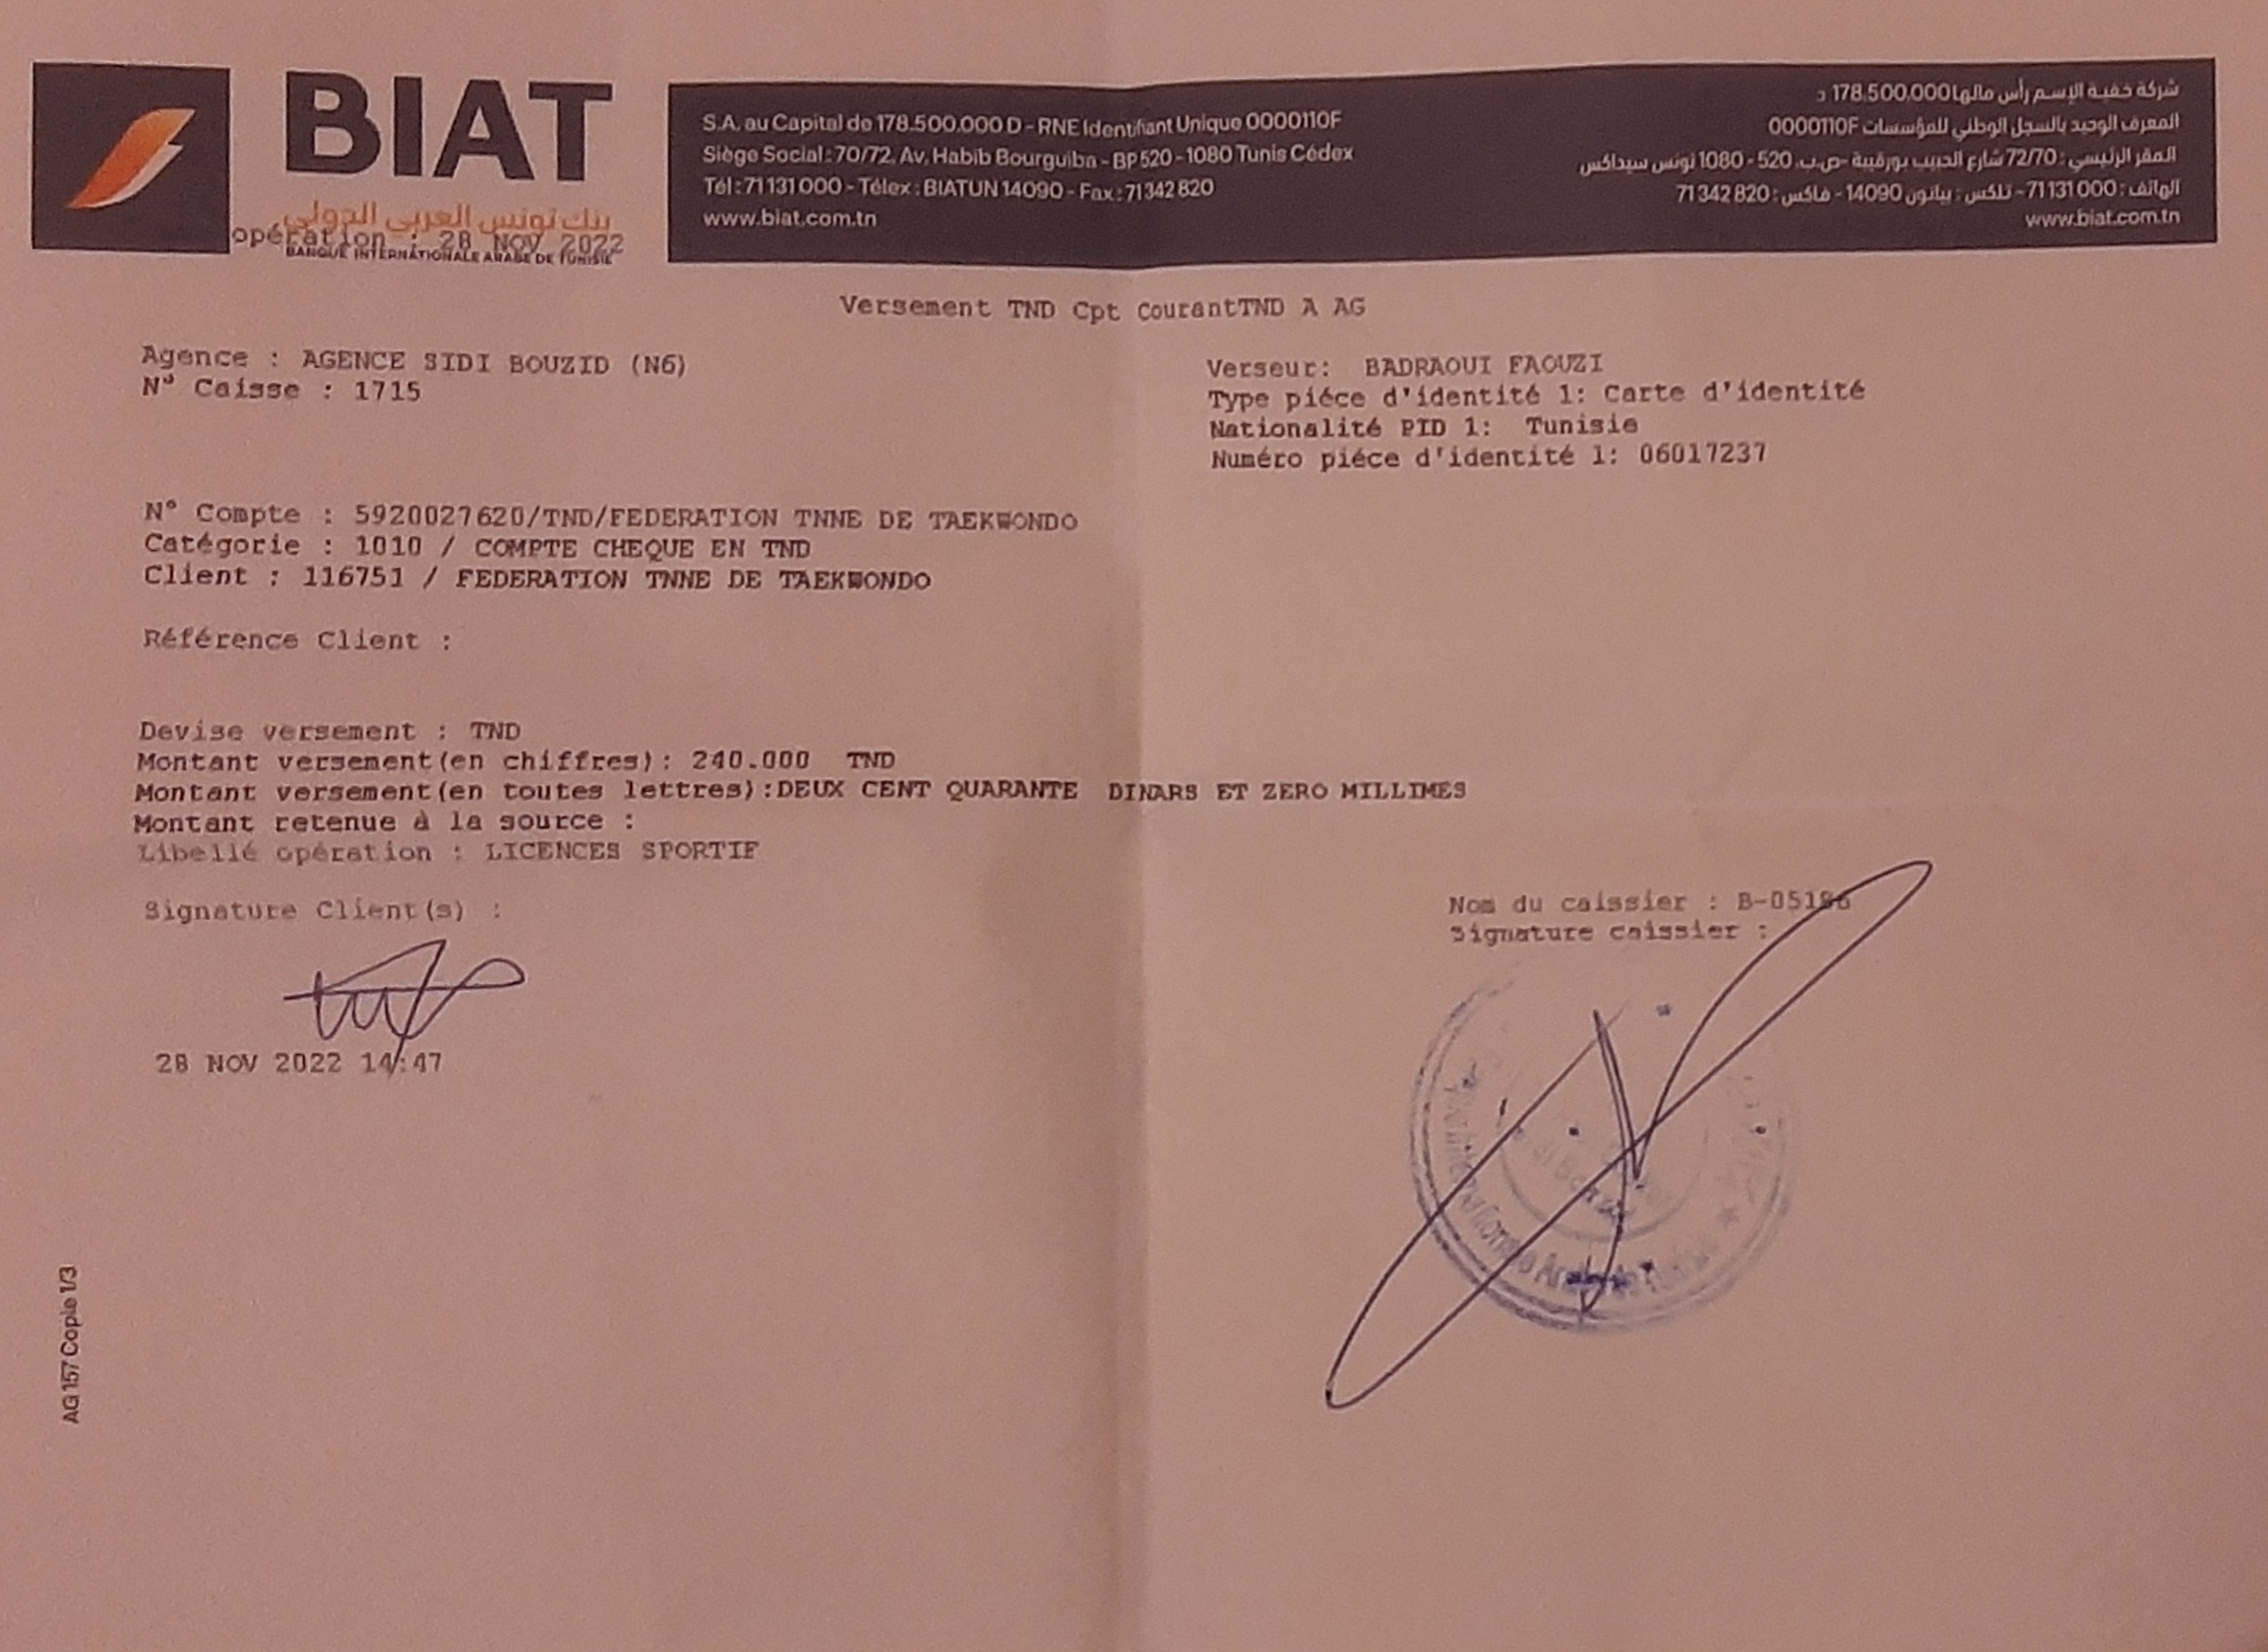 BIAT
بنك تونس العربي الدولي
BANQUE INTERNATIONALE ARABE DE TUNISIE
opération : 28 NOV 2022
S.A. au Capital de 178.500.000 D - RNE Identifiant Unique 0000110F
Siège Social : 70/72, Av. Habib Bourguiba - BP 520 - 1080 Tunis Cédex
Tél : 71 131 000 - Télex : BIATUN 14090 - Fax : 71 342 820
www.biat.com.tn
شركة خفية الإسم رأس مالها 178.500.000 د
المعرف الوحيد بالسجل الوطني للمؤسسات 0000110F
المقر الرئيسي : 72/70 شارع الحبيب بورقيبة -ص.ب. 520 - 1080 تونس سيداكس
الهاتف : 71 131 000 - تلكس : بياتون 14090 - فاكس : 71 342 820
www.biat.com.tn
Versement TND Cpt CourantTND A AG
Agence : AGENCE SIDI BOUZID (N6)
N° Caisse : 1715
Verseur: BADRAOUI FAOUZI
Type piéce d'identité 1: Carte d'identité
Nationalité PID 1: Tunisie
Numéro piéce d'identité 1: 06017237
N° Compte : 5920027620/TND/FEDERATION TNNE DE TAEKWONDO
Catégorie : 1010 / COMPTE CHEQUE EN TND
Client : 116751 / FEDERATION TNNE DE TAEKWONDO
Référence Client :
Devise versement : TND
Montant versement(en chiffres): 240.000 TND
Montant versement(en toutes lettres):DEUX CENT QUARANTE DINARS ET ZERO MILLIMES
Montant retenue à la source :
Libellé opération : LICENCES SPORTIF
Signature Client(s) :
28 NOV 2022 14:47
Nom du caissier : B-05186
Signature caissier :
Internationale Arabe de Tunisie
AG 157 Copie 1/3